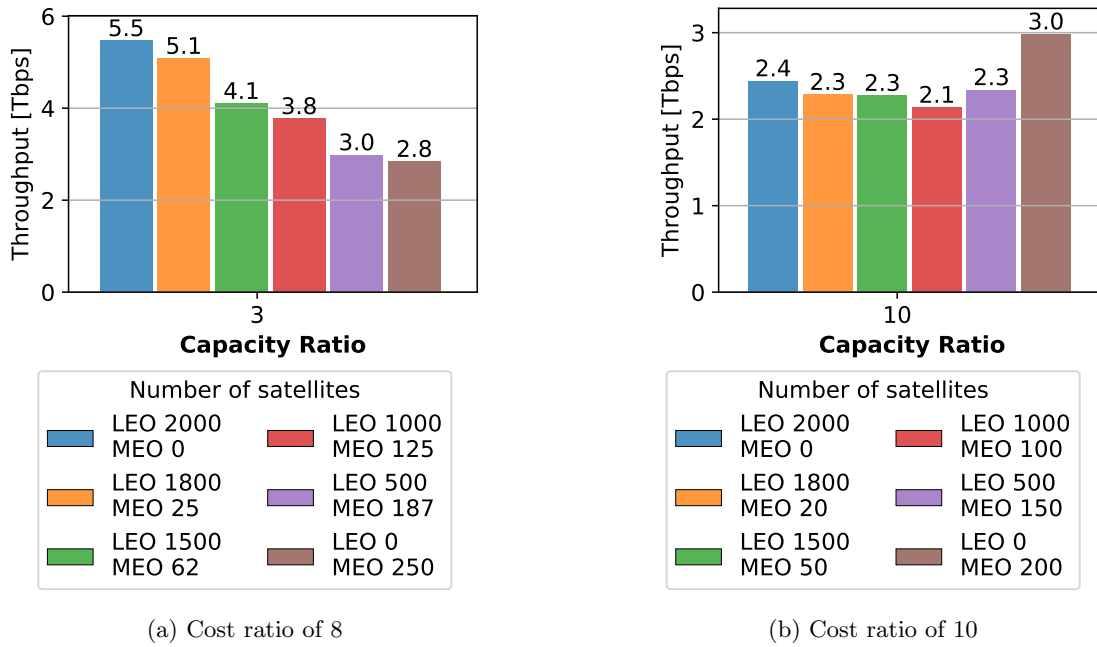 Throughput [Tbps]
6
4
2
0
5.5
5.1
4.1
3.8
3.0
2.8
3
Capacity Ratio
Number of satellites
LEO 2000
MEO 0
LEO 1800
MEO 25
LEO 1500
MEO 62
LEO 1000
MEO 125
LEO 500
MEO 187
LEO 0
MEO 250
(a) Cost ratio of 8
Throughput [Tbps]
3
2
1
0
2.4
2.3
2.3
2.1
2.3
3.0
10
Capacity Ratio
Number of satellites
LEO 2000
MEO 0
LEO 1800
MEO 20
LEO 1500
MEO 50
LEO 1000
MEO 100
LEO 500
MEO 150
LEO 0
MEO 200
(b) Cost ratio of 10